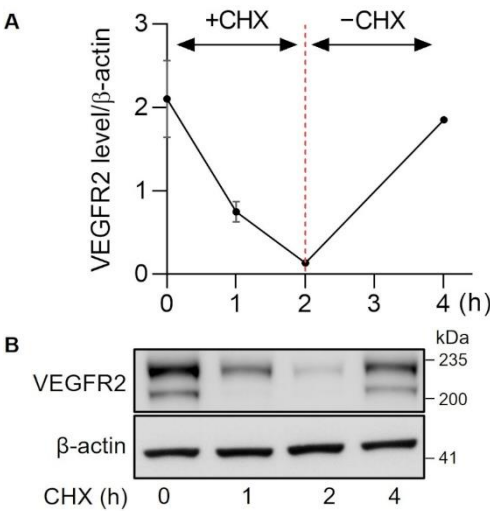 A
+CHX
−CHX
VEGFR2 level/β-actin
3
2
1
0
0 1 2 3 4 (h)
B
kDa
VEGFR2
235
200
β-actin
41
CHX (h) 0 1 2 4